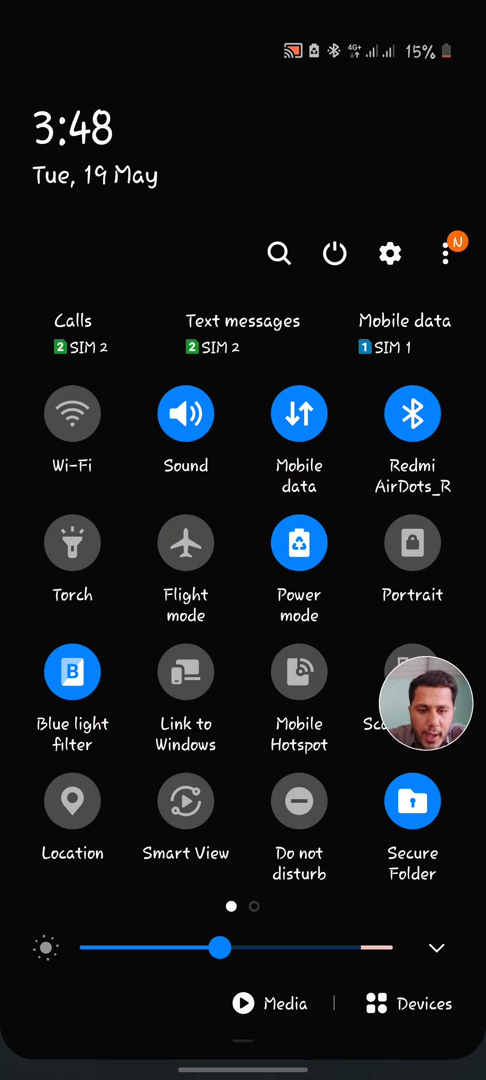 4G+ 15%
3:48
Tue, 19 May
N
Calls Text messages Mobile data
2 SIM 2 2 SIM 2 1 SIM 1
Wi-Fi Sound Mobile data Redmi AirDots_R
Torch Flight mode Power mode Portrait
B
Blue light filter Link to Windows Mobile Hotspot
Location Smart View Do not disturb Secure Folder
Media | Devices